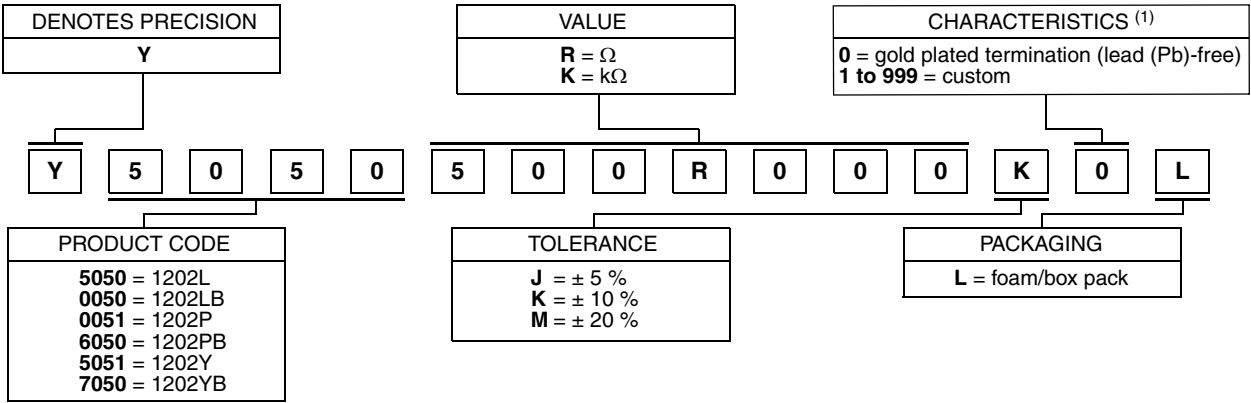 DENOTES PRECISION
Y
VALUE
R = Ω
K = kΩ
CHARACTERISTICS (1)
0 = gold plated termination (lead (Pb)-free)
1 to 999 = custom
Y 5 0 5 0 5 0 0 R 0 0 0 K 0 L
PRODUCT CODE
5050 = 1202L
0050 = 1202LB
0051 = 1202P
6050 = 1202PB
5051 = 1202Y
7050 = 1202YB
TOLERANCE
J = ± 5 %
K = ± 10 %
M = ± 20 %
PACKAGING
L = foam/box pack